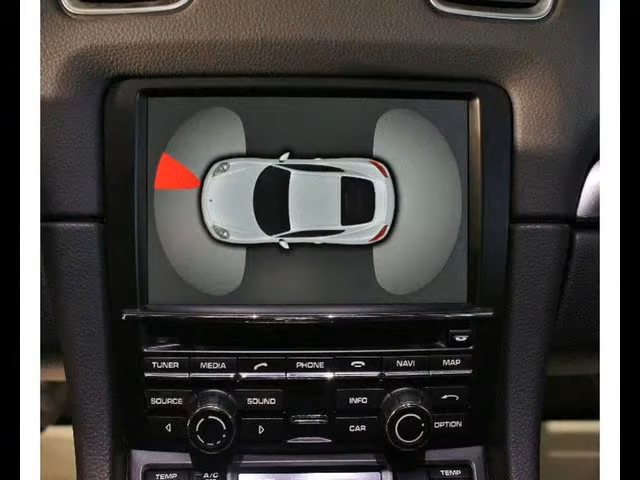 TUNER MEDIA PHONE NAVI MAP
SOURCE SOUND INFO
CAR OPTION
TEMP A/C TEMP